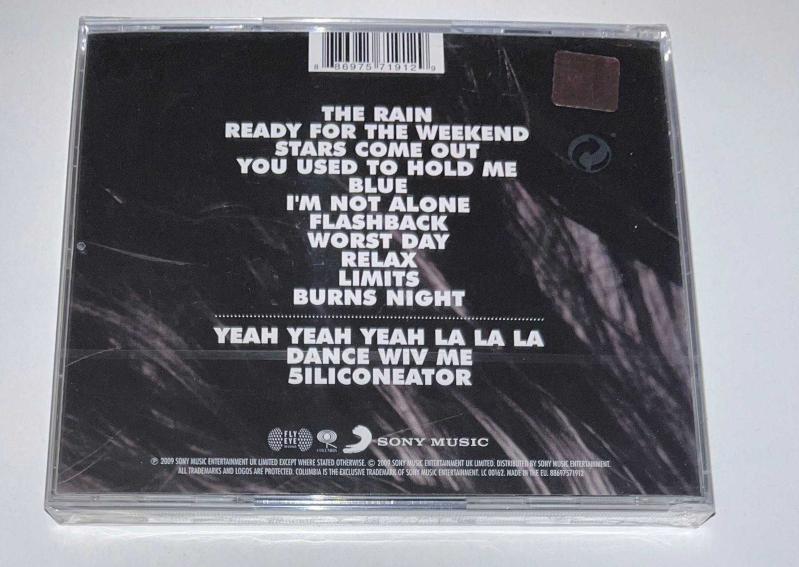 8 86975 71912 9
THE RAIN
READY FOR THE WEEKEND
STARS COME OUT
YOU USED TO HOLD ME
BLUE
I'M NOT ALONE
FLASHBACK
WORST DAY
RELAX
LIMITS
BURNS NIGHT
YEAH YEAH YEAH LA LA LA
DANCE WIV ME
5ILICONEATOR
FLY
EYE
COLUMBIA
SONY MUSIC
℗ 2009 SONY MUSIC ENTERTAINMENT UK LIMITED EXCEPT WHERE STATED OTHERWISE. © 2009 SONY MUSIC ENTERTAINMENT UK LIMITED. DISTRIBUTED BY SONY MUSIC ENTERTAINMENT.
ALL TRADEMARKS AND LOGOS ARE PROTECTED. COLUMBIA IS THE EXCLUSIVE TRADEMARK OF SONY MUSIC ENTERTAINMENT. LC 00162. MADE IN THE EU. 88697571912